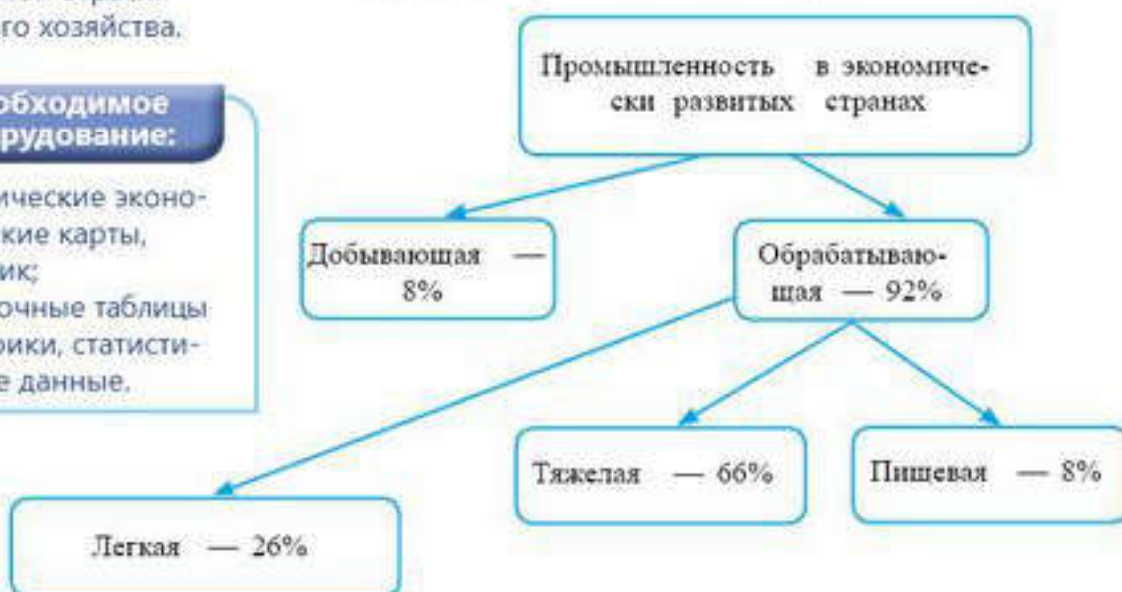 го хозяйства.
обходимое
рудование:
ические эконо-
кие карты,
ик;
очные таблицы
рики, статисти-
е данные.
Промышленность в экономиче-
ски развитых странах
Добывающая —
8%
Обрабатываю-
щая — 92%
Тяжелая — 66%
Пищевая — 8%
Легкая — 26%